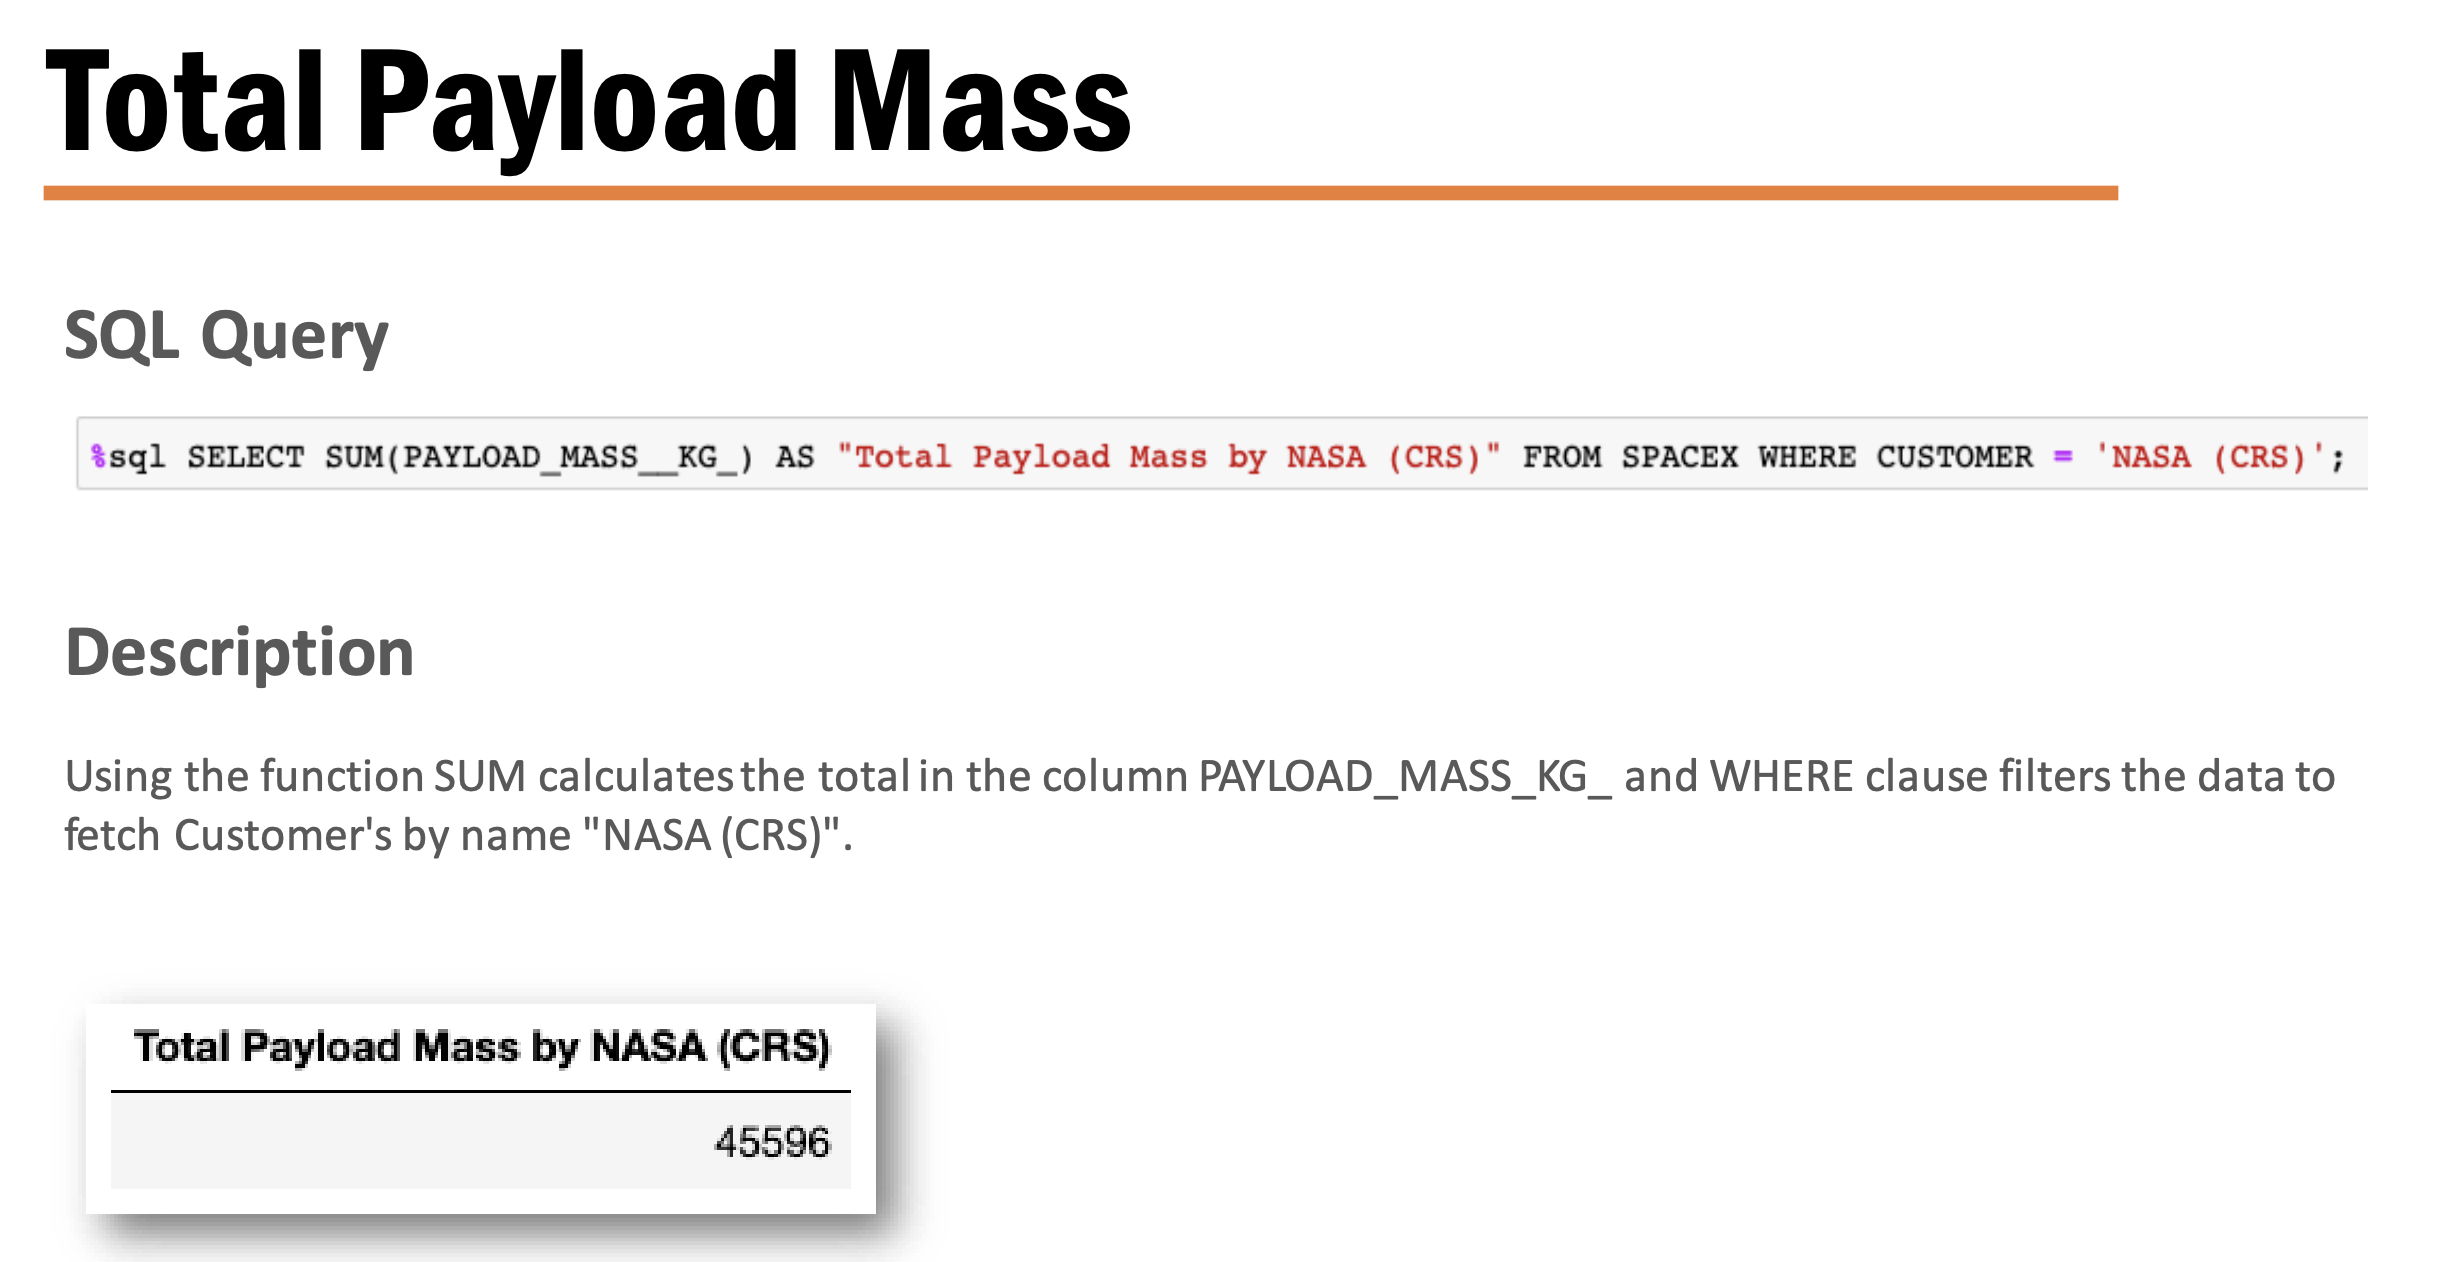 Total Payload Mass
SQL Query
%sql SELECT SUM(PAYLOAD_MASS__KG_) AS "Total Payload Mass by NASA (CRS)" FROM SPACEX WHERE CUSTOMER = 'NASA (CRS)';
Description
Using the function SUM calculates the total in the column PAYLOAD_MASS_KG_ and WHERE clause filters the data to
fetch Customer's by name "NASA (CRS)".
Total Payload Mass by NASA (CRS)
45596